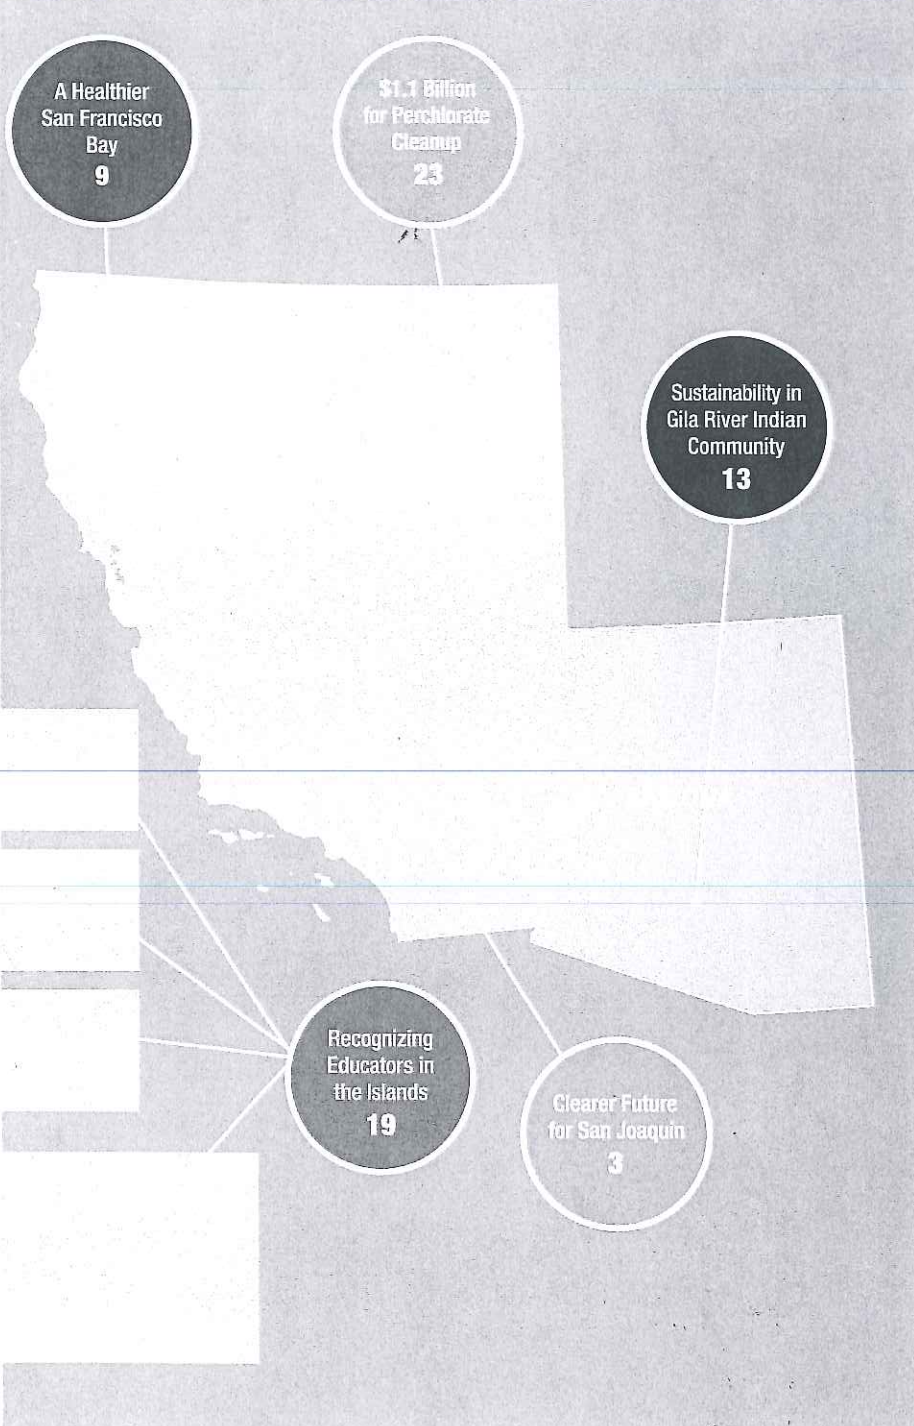 A Healthier
San Francisco
Bay
9
$1.1 Billion
for Perchlorate
Cleanup
23
Sustainability in
Gila River Indian
Community
13
Recognizing
Educators in
the Islands
19
Clearer Future
for San Joaquin
3